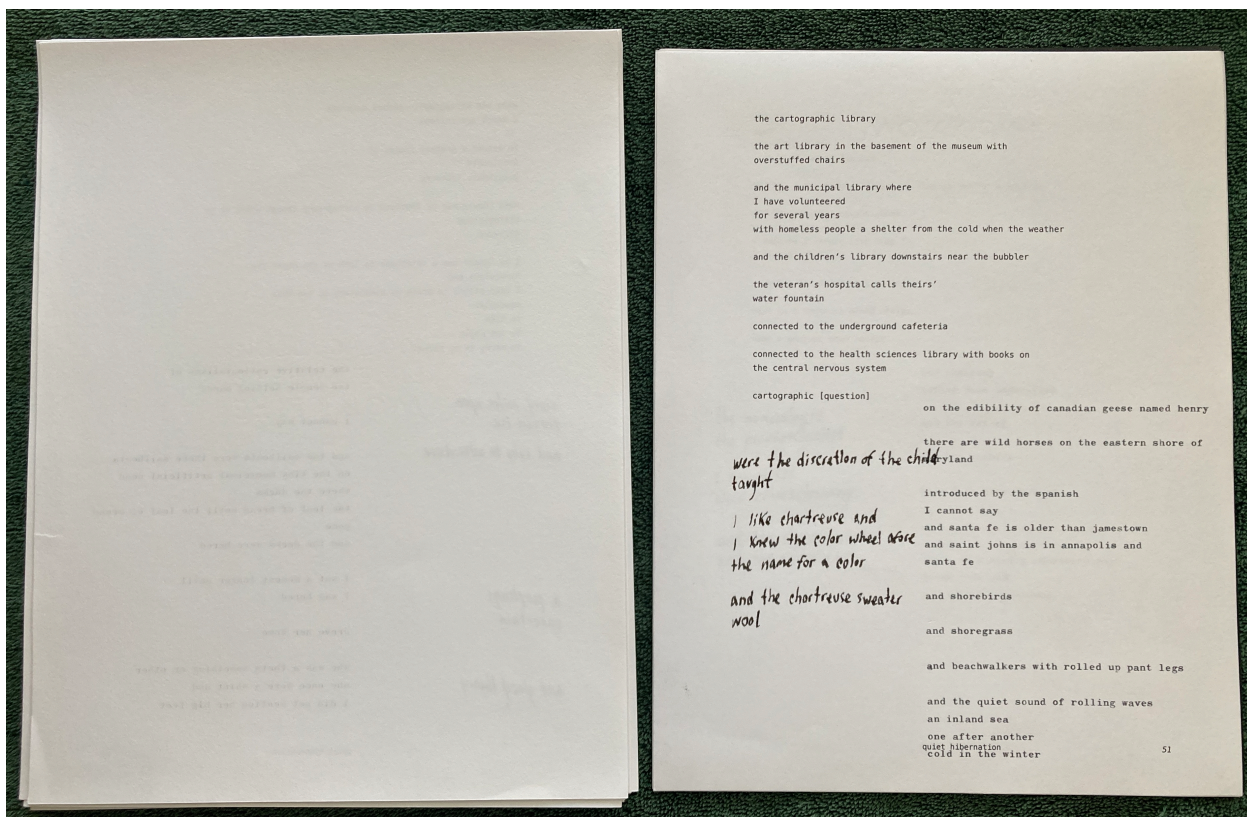 the cartographic library
the art library in the basement of the museum with
overstuffed chairs
and the municipal library where
I have volunteered
for several years
with homeless people a shelter from the cold when the weather
and the children's library downstairs near the bubbler
the veteran's hospital calls theirs'
water fountain
connected to the underground cafeteria
connected to the health sciences library with books on
the central nervous system
cartographic [question]
were the discration of the child
taught
I like chartreuse and
I knew the color wheel afore
the name for a color
and the chartreuse sweater
wool
on the edibility of canadian geese named henry
there are wild horses on the eastern shore of
maryland
introduced by the spanish
I cannot say
and santa fe is older than jamestown
and saint johns is in annapolis and
santa fe
and shorebirds
and shoregrass
and beachwalkers with rolled up pant legs
and the quiet sound of rolling waves
an inland sea
one after another
cold in the winter
quiet hibernation
51